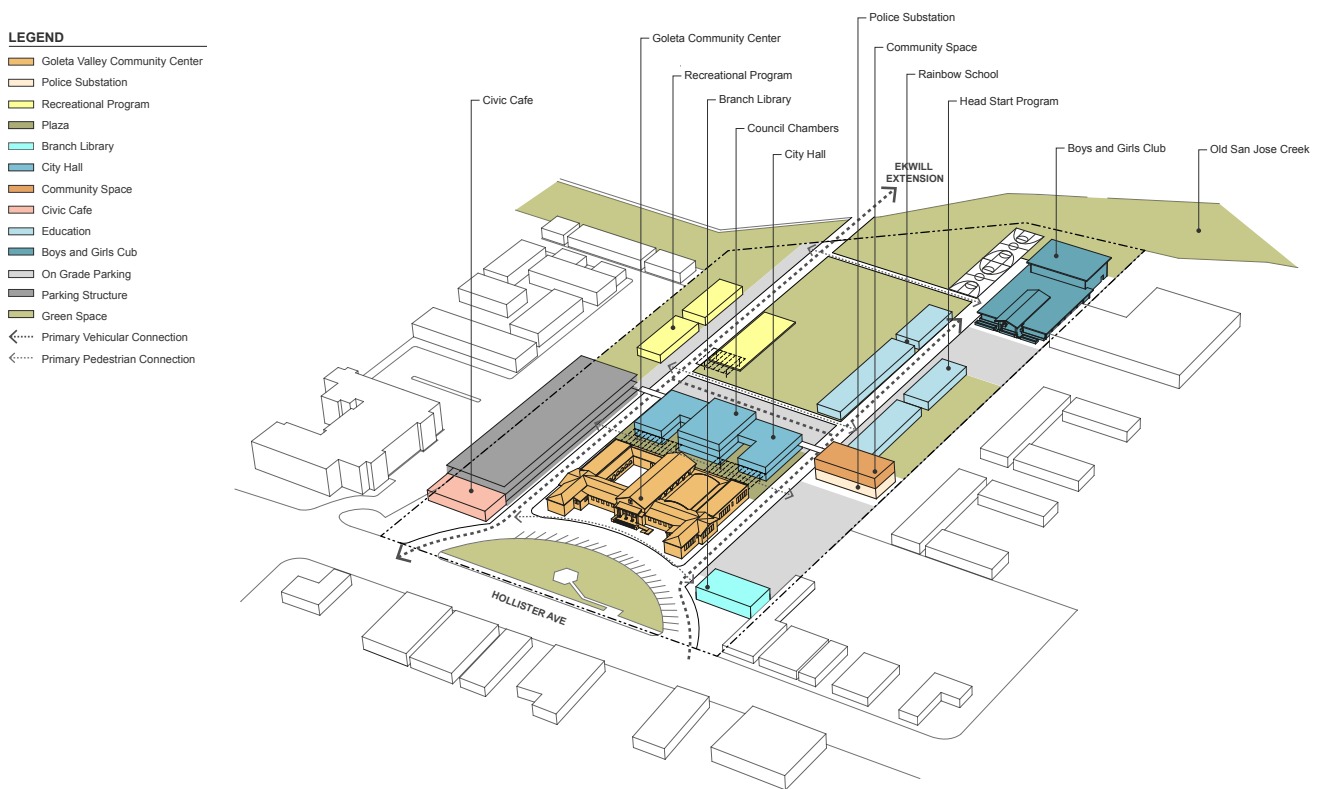 LEGEND
Goleta Valley Community Center
Police Substation
Recreational Program
Plaza
Branch Library
City Hall
Community Space
Civic Cafe
Education
Boys and Girls Cub
On Grade Parking
Parking Structure
Green Space
Primary Vehicular Connection
Primary Pedestrian Connection
Police Substation
Goleta Community Center
Community Space
Recreational Program
Rainbow School
Civic Cafe
Branch Library
Head Start Program
Council Chambers
City Hall
Boys and Girls Club
Old San Jose Creek
EKWILL
EXTENSION
HOLLISTER AVE